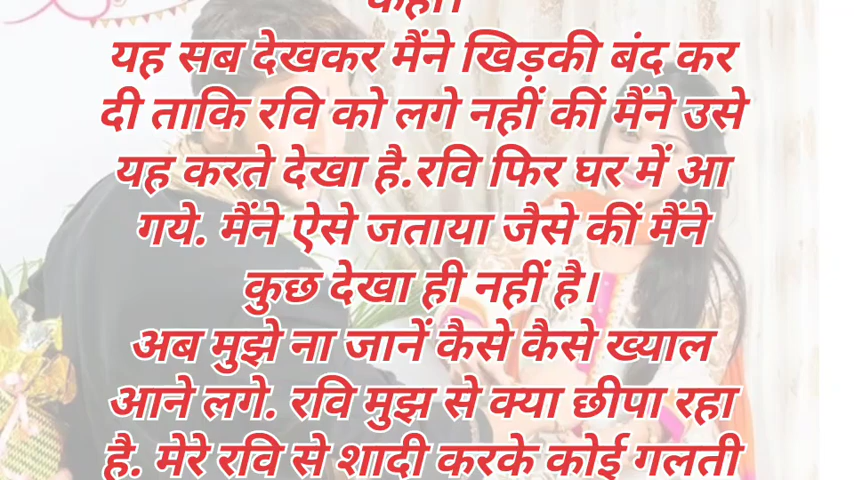 कहा।
यह सब देखकर मैंने खिड़की बंद कर
दी ताकि रवि को लगे नहीं कीं मैंने उसे
यह करते देखा है.रवि फिर घर में आ
गये. मैंने ऐसे जताया जैसे कीं मैंने
कुछ देखा ही नहीं है।
अब मुझे ना जानें कैसे कैसे ख्याल
आने लगे. रवि मुझ से क्या छीपा रहा
है. मेरे रवि से शादी करके कोई गलती